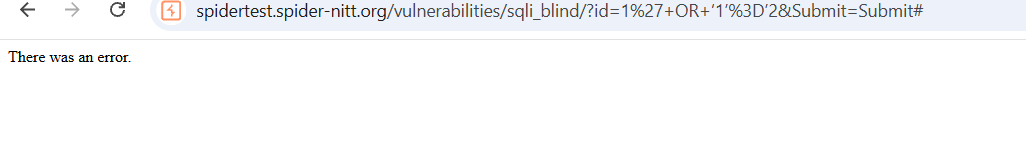 spidertest.spider-nitt.org/vulnerabilities/sqli_blind/?id=1%27+OR+‘1’%3D’2&Submit=Submit#
There was an error.